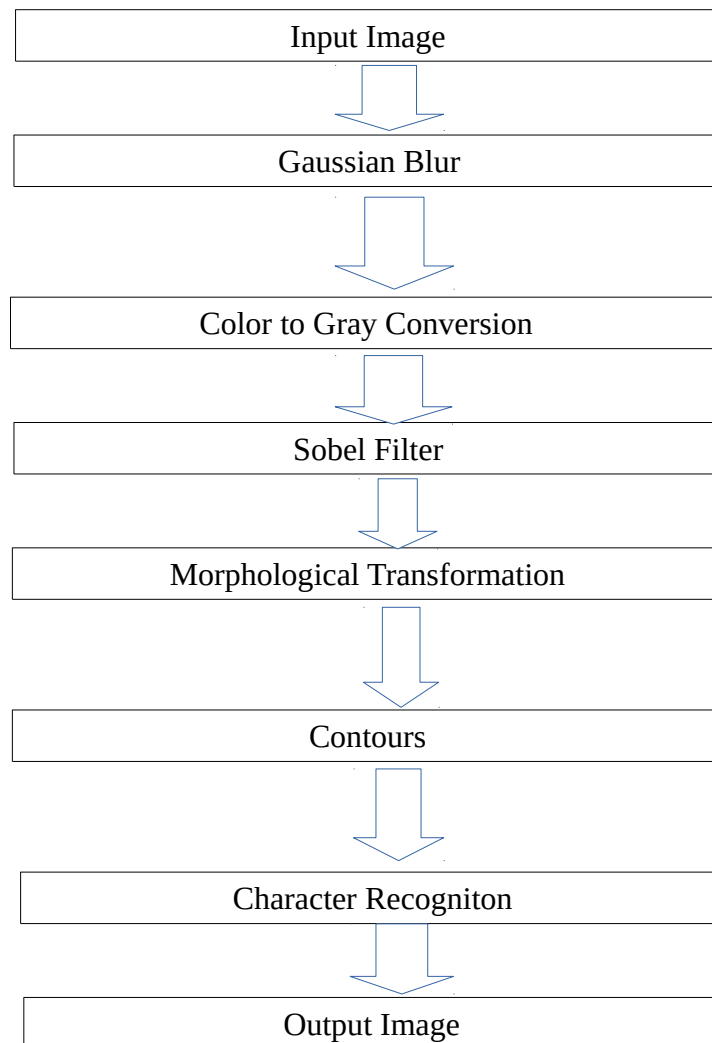 Input Image
Gaussian Blur
Color to Gray Conversion
Sobel Filter
Morphological Transformation
Contours
Character Recogniton
Output Image